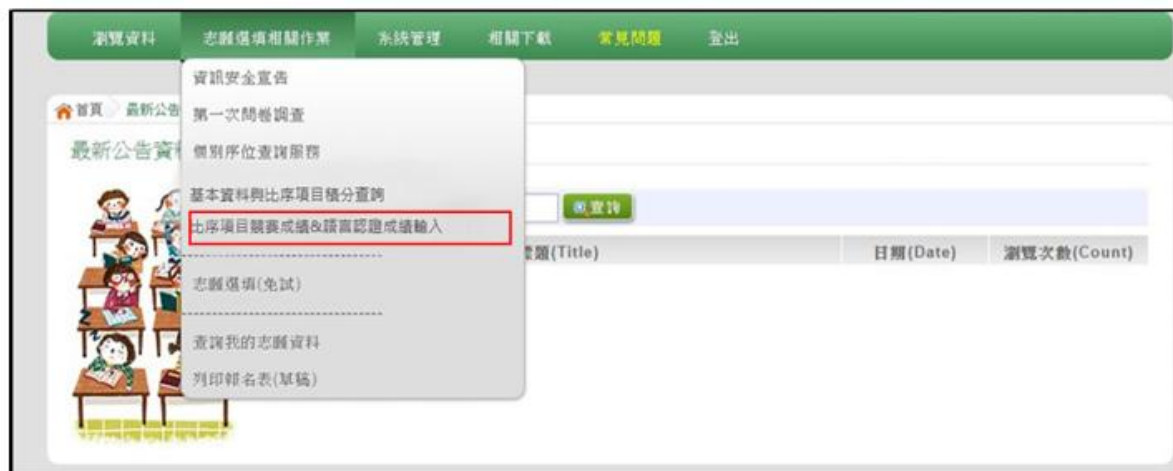 瀏覽資料 志願選填相關作業 系統管理 相關下載 常見問題 登出
資訊安全宣告
首頁 最新公告
第一次問卷調查
最新公告資
個別序位查詢服務
基本資料與比序項目積分查詢
查詢
比序項目競賽成績&語言認證成績輸入
題(Title) 日期(Date) 瀏覽次數(Count)
志願選填(免試)
查詢我的志願資料
列印報名表(草稿)